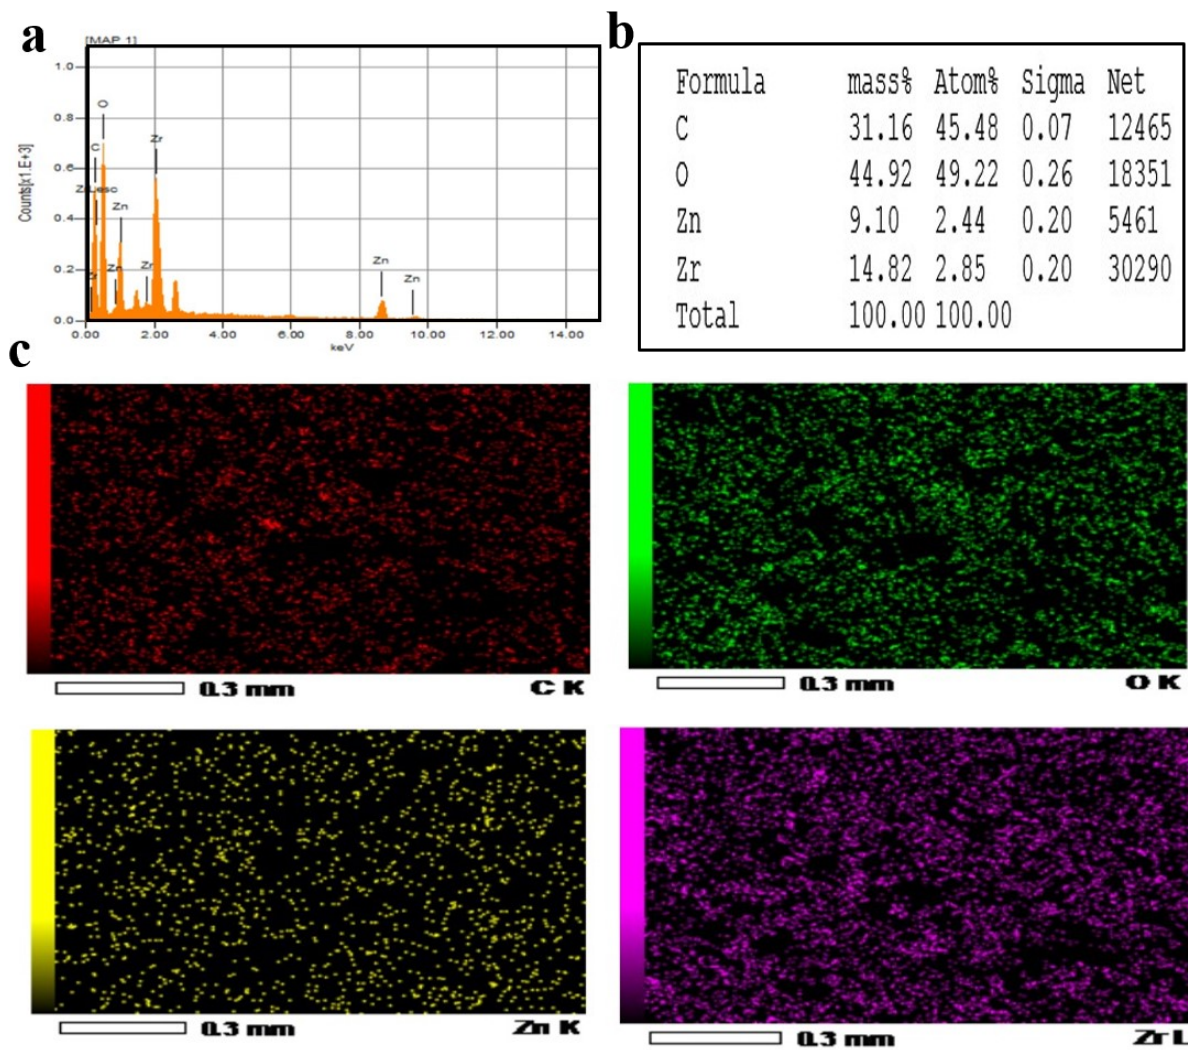 a
[MAP 1]
b
1.0
0.8
0.6
0.4
0.2
0.0
Counts[x1.E+3]
O
C
Zr
Zn
Zn
Zr
Zr
Zn
Zn
0.00 2.00 4.00 6.00 8.00 10.00 12.00 14.00
keV
Formula mass% Atom% Sigma Net
C 31.16 45.48 0.07 12465
O 44.92 49.22 0.26 18351
Zn 9.10 2.44 0.20 5461
Zr 14.82 2.85 0.20 30290
Total 100.00 100.00
c
0.3 mm C K
0.3 mm O K
0.3 mm Zn K
0.3 mm Zr L